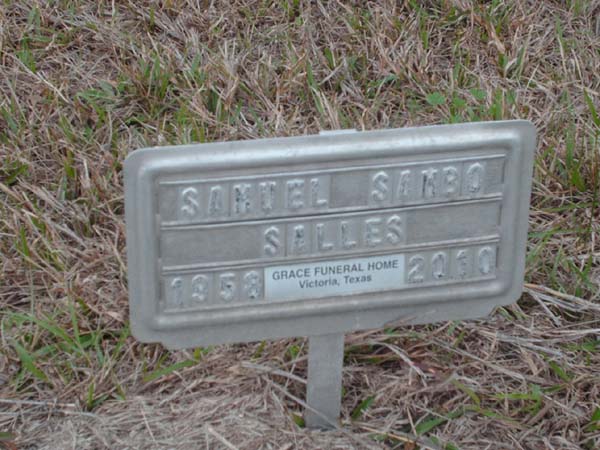 SAMUEL SAMBO
SALLES
1958 GRACE FUNERAL HOME 2010
Victoria, Texas